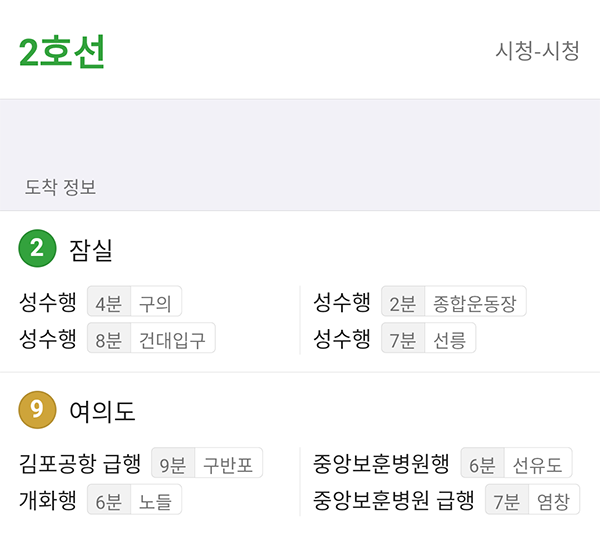 2호선 시청-시청
도착 정보
2 잠실
성수행 4분 구의
성수행 8분 건대입구
성수행 2분 종합운동장
성수행 7분 선릉
9 여의도
김포공항 급행 9분 구반포
개화행 6분 노들
중앙보훈병원행 6분 선유도
중앙보훈병원 급행 7분 염창